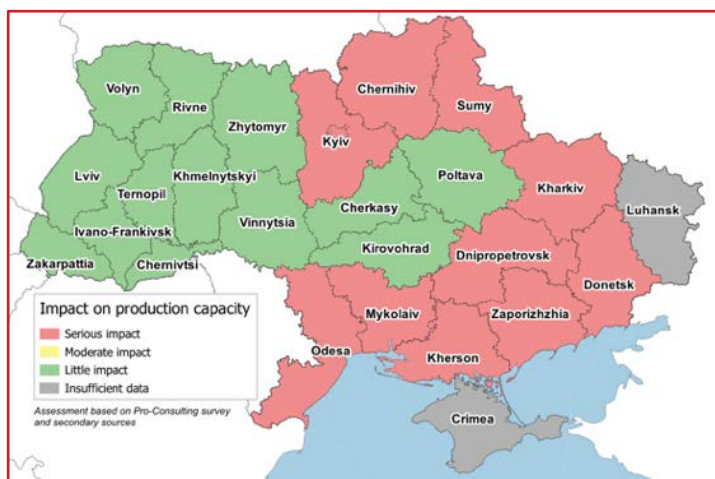 Volyn
Rivne
Zhytomyr
Kyiv
Chernihiv
Sumy
Lviv
Ternopil
Khmelnytskyi
Ivano-Frankivsk
Zakarpattia
Chernivtsi
Vinnytsia
Cherkasy
Poltava
Kirovohrad
Kharkiv
Luhansk
Dnipropetrovsk
Donetsk
Zaporizhzhia
Mykolaiv
Odesa
Kherson
Crimea
Impact on production capacity
Serious impact
Moderate impact
Little impact
Insufficient data
Assessment based on Pro-Consulting survey
and secondary sources